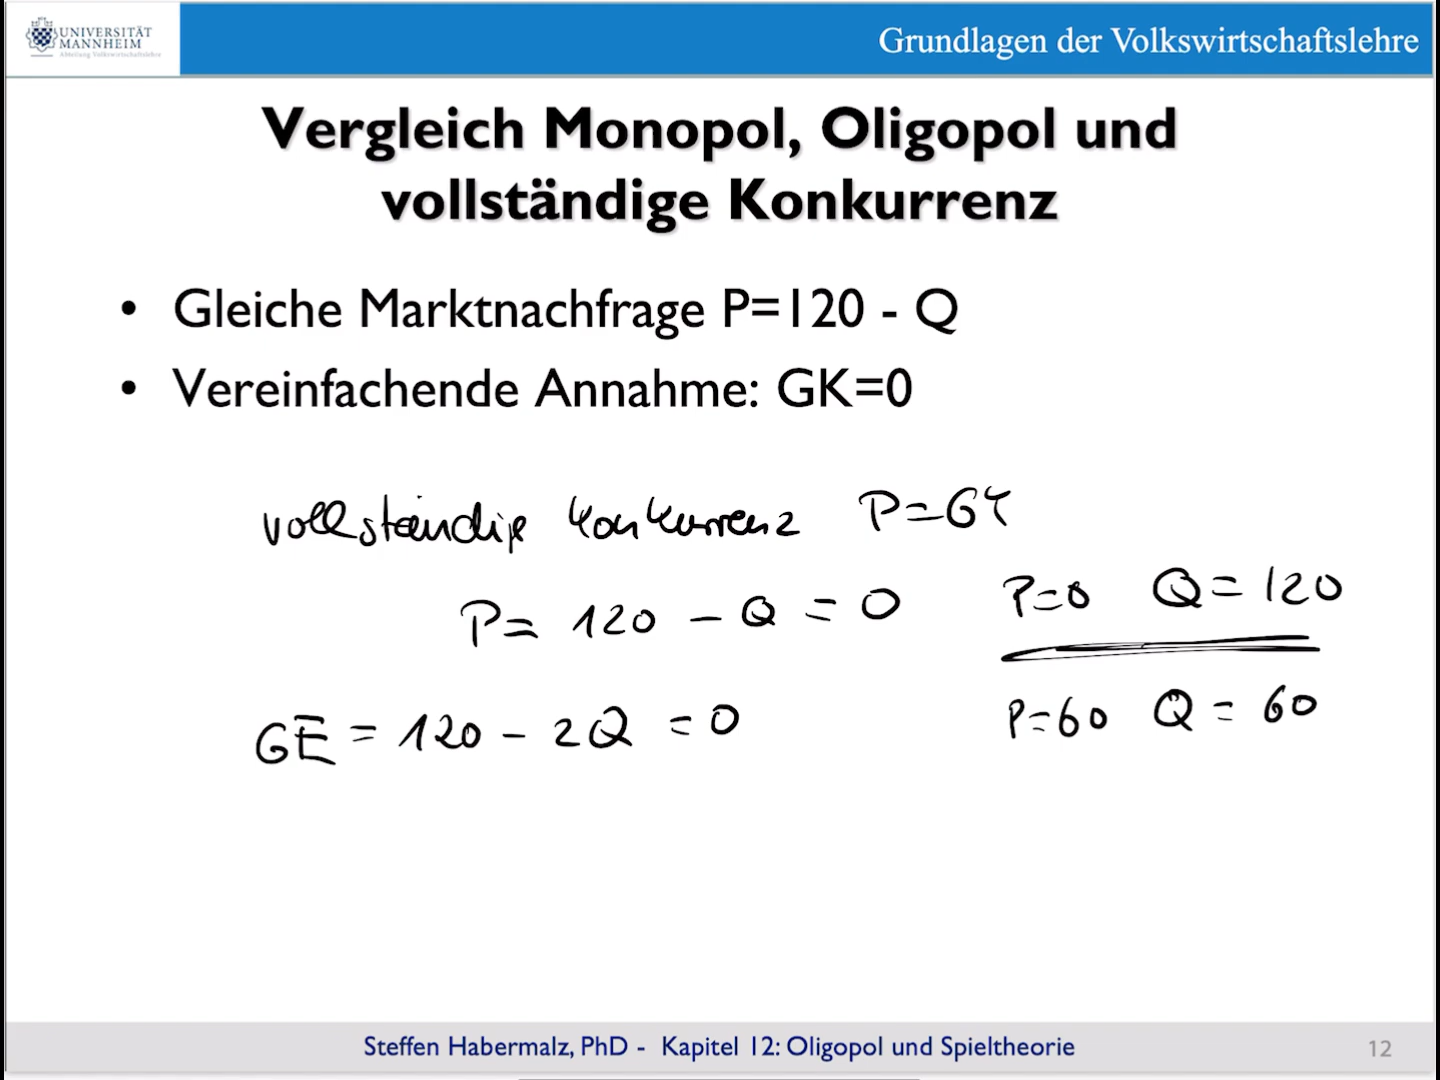 UNIVERSITÄT
MANNHEIM
Abteilung Volkswirtschaftslehre
Grundlagen der Volkswirtschaftslehre
Vergleich Monopol, Oligopol und
vollständige Konkurrenz
• Gleiche Marktnachfrage P=120 - Q
• Vereinfachende Annahme: GK=0
vollständige Konkurrenz P=GK
P= 120 - Q = 0 P=0 Q=120
GE = 120 - 2Q = 0 P=60 Q = 60
Steffen Habermalz, PhD - Kapitel 12: Oligopol und Spieltheorie 12